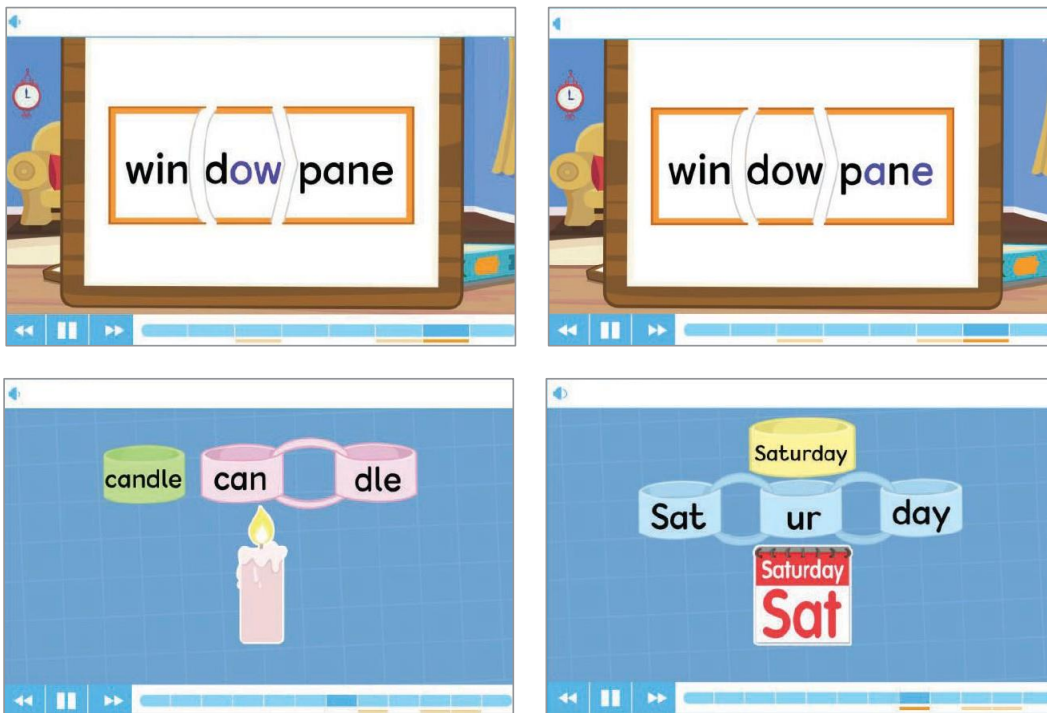 win dow pane
win dow pane
candle can dle
Saturday
Sat ur day
Saturday
Sat